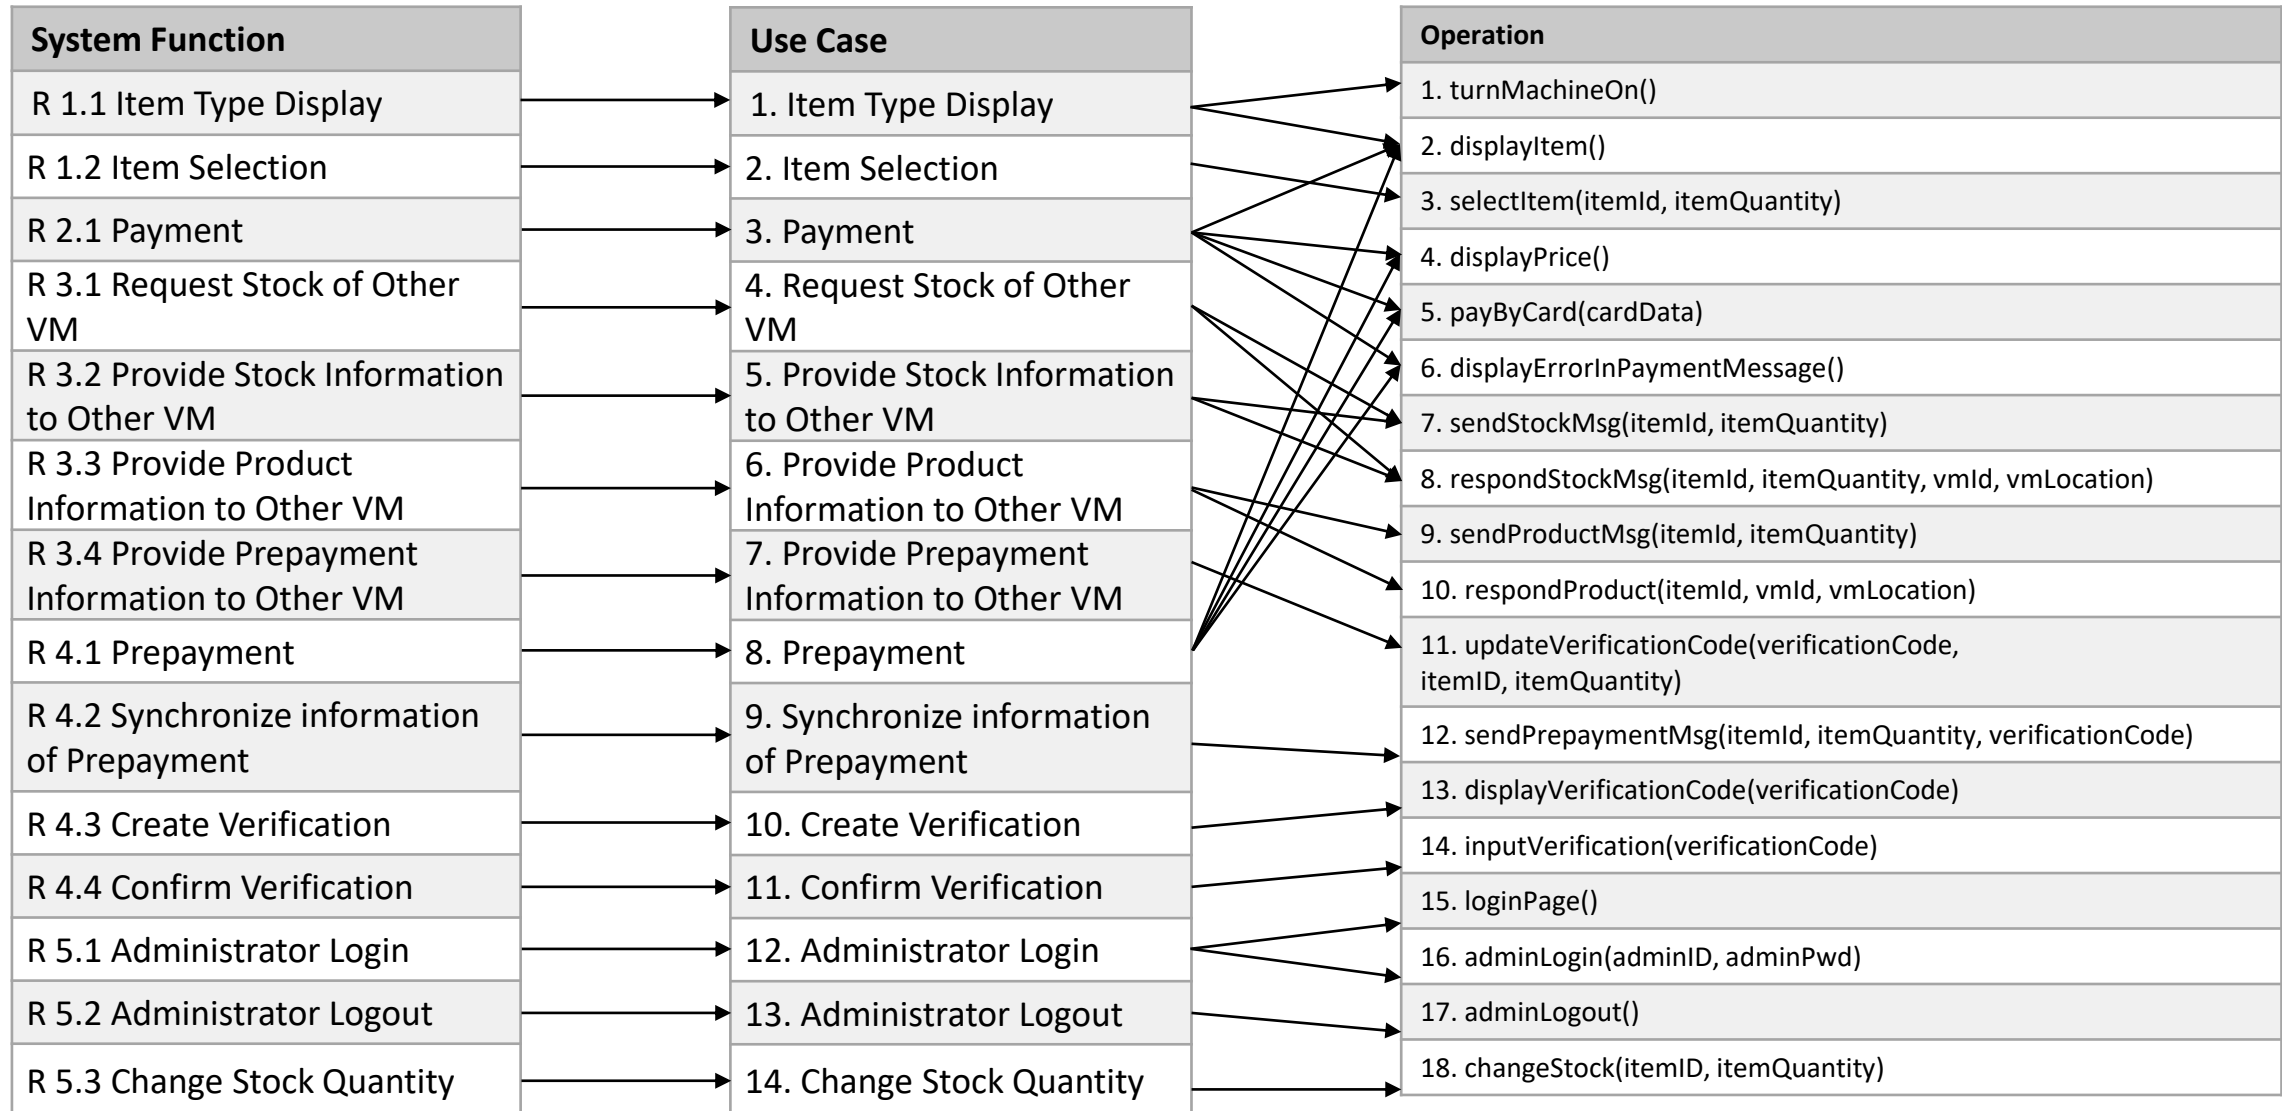 System Function
R 1.1 Item Type Display
R 1.2 Item Selection
R 2.1 Payment
R 3.1 Request Stock of Other
VM
R 3.2 Provide Stock Information
to Other VM
R 3.3 Provide Product
Information to Other VM
R 3.4 Provide Prepayment
Information to Other VM
R 4.1 Prepayment
R 4.2 Synchronize information
of Prepayment
R 4.3 Create Verification
R 4.4 Confirm Verification
R 5.1 Administrator Login
R 5.2 Administrator Logout
R 5.3 Change Stock Quantity
Use Case
1. Item Type Display
2. Item Selection
3. Payment
4. Request Stock of Other
VM
5. Provide Stock Information
to Other VM
6. Provide Product
Information to Other VM
7. Provide Prepayment
Information to Other VM
8. Prepayment
9. Synchronize information
of Prepayment
10. Create Verification
11. Confirm Verification
12. Administrator Login
13. Administrator Logout
14. Change Stock Quantity
Operation
1. turnMachineOn()
2. displayItem()
3. selectItem(itemId, itemQuantity)
4. displayPrice()
5. payByCard(cardData)
6. displayErrorInPaymentMessage()
7. sendStockMsg(itemId, itemQuantity)
8. respondStockMsg(itemId, itemQuantity, vmId, vmLocation)
9. sendProductMsg(itemId, itemQuantity)
10. respondProduct(itemId, vmId, vmLocation)
11. updateVerificationCode(verificationCode,
itemID, itemQuantity)
12. sendPrepaymentMsg(itemId, itemQuantity, verificationCode)
13. displayVerificationCode(verificationCode)
14. inputVerification(verificationCode)
15. loginPage()
16. adminLogin(adminID, adminPwd)
17. adminLogout()
18. changeStock(itemID, itemQuantity)